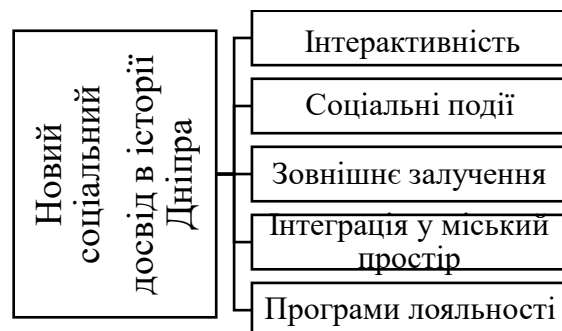 Новий
соціальний
досвід в історії
Дніпра
Інтерактивність
Соціальні події
Зовнішнє залучення
Інтеграція у міський
простір
Програми лояльності